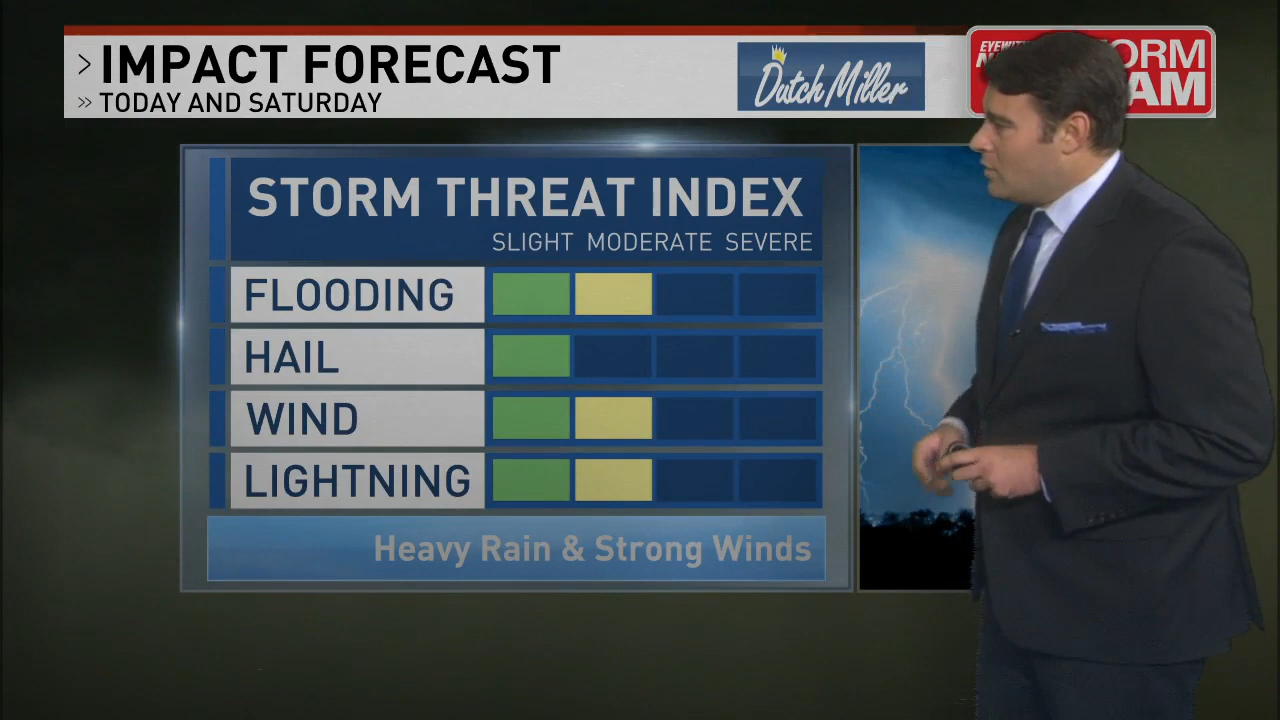 > IMPACT FORECAST
» TODAY AND SATURDAY
Dutch Miller
STORM THREAT INDEX
SLIGHT MODERATE SEVERE
FLOODING
HAIL
WIND
LIGHTNING
Heavy Rain & Strong Winds